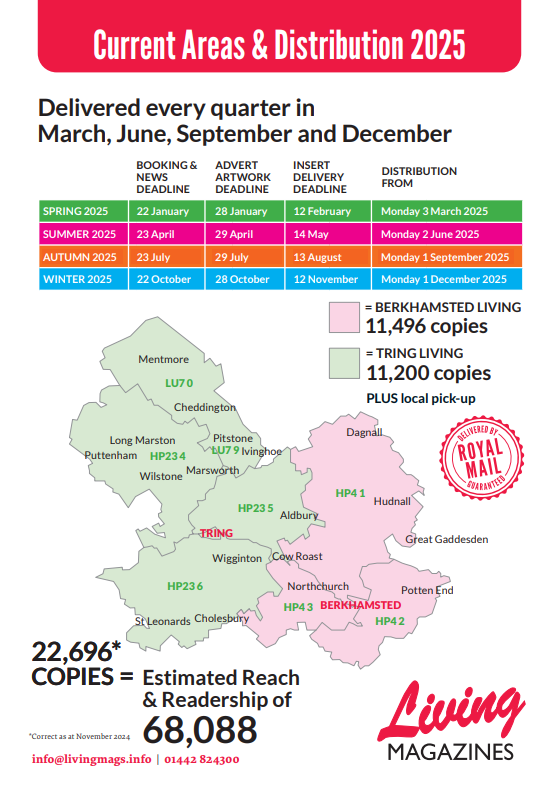 Current Areas & Distribution 2025
Delivered every quarter in
March, June, September and December
BOOKING & NEWS DEADLINE ADVERT ARTWORK DEADLINE INSERT DELIVERY DEADLINE DISTRIBUTION FROM
SPRING 2025 22 January 28 January 12 February Monday 3 March 2025
SUMMER 2025 23 April 29 April 14 May Monday 2 June 2025
AUTUMN 2025 23 July 29 July 13 August Monday 1 September 2025
WINTER 2025 22 October 28 October 12 November Monday 1 December 2025
= BERKHAMSTED LIVING
11,496 copies
= TRING LIVING
11,200 copies
PLUS local pick-up
Mentmore
LU7 0
Cheddington
Dagnall
DELIVERED BY
ROYAL
MAIL
GUARANTEED
Long Marston
Pitstone
Puttenham
HP23 4
LU7 9
Ivinghoe
Marsworth
Wilstone
HP4 1
Hudnall
HP23 5
Aldbury
TRING
Great Gaddesden
Wigginton
Cow Roast
HP23 6
Northchurch
Potten End
HP4 3
BERKHAMSTED
HP4 2
St Leonards
Cholesbury
22,696*
COPIES =
Estimated Reach
& Readership of
68,088
*Correct as at November 2024
info@livingmags.info | 01442 824300
Living
MAGAZINES